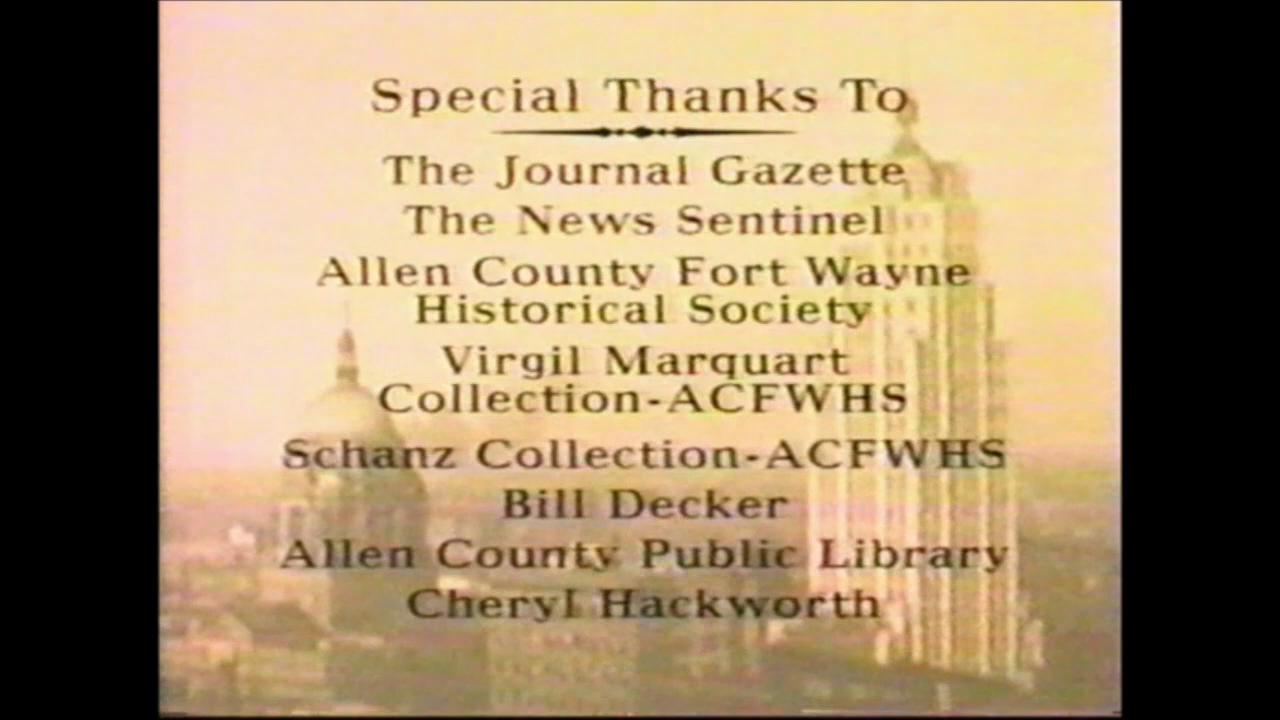 Special Thanks To
The Journal Gazette
The News Sentinel
Allen County Fort Wayne
Historical Society
Virgil Marquart
Collection-ACFWHS
Schanz Collection-ACFWHS
Bill Decker
Allen County Public Library
Cheryl Hackworth